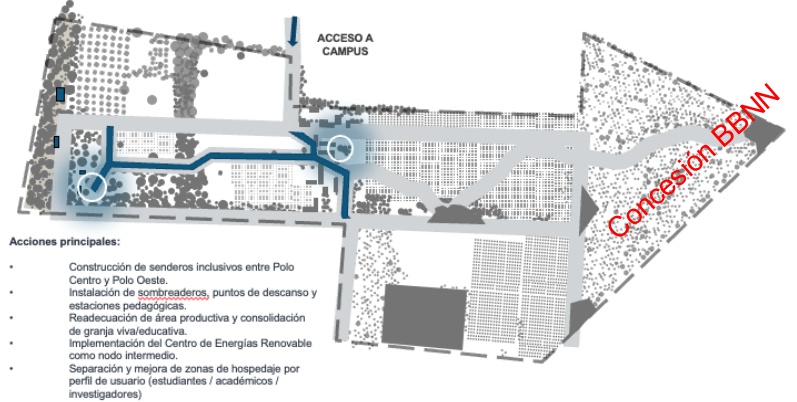 ACCESO A
CAMPUS
Concesión BBNN
Acciones principales:
• Construcción de senderos inclusivos entre Polo
Centro y Polo Oeste.
• Instalación de sombreaderos, puntos de descanso y
estaciones pedagógicas.
• Readecuación de área productiva y consolidación
de granja viva/educativa.
• Implementación del Centro de Energías Renovable
como nodo intermedio.
• Separación y mejora de zonas de hospedaje por
perfil de usuario (estudiantes / académicos /
investigadores)